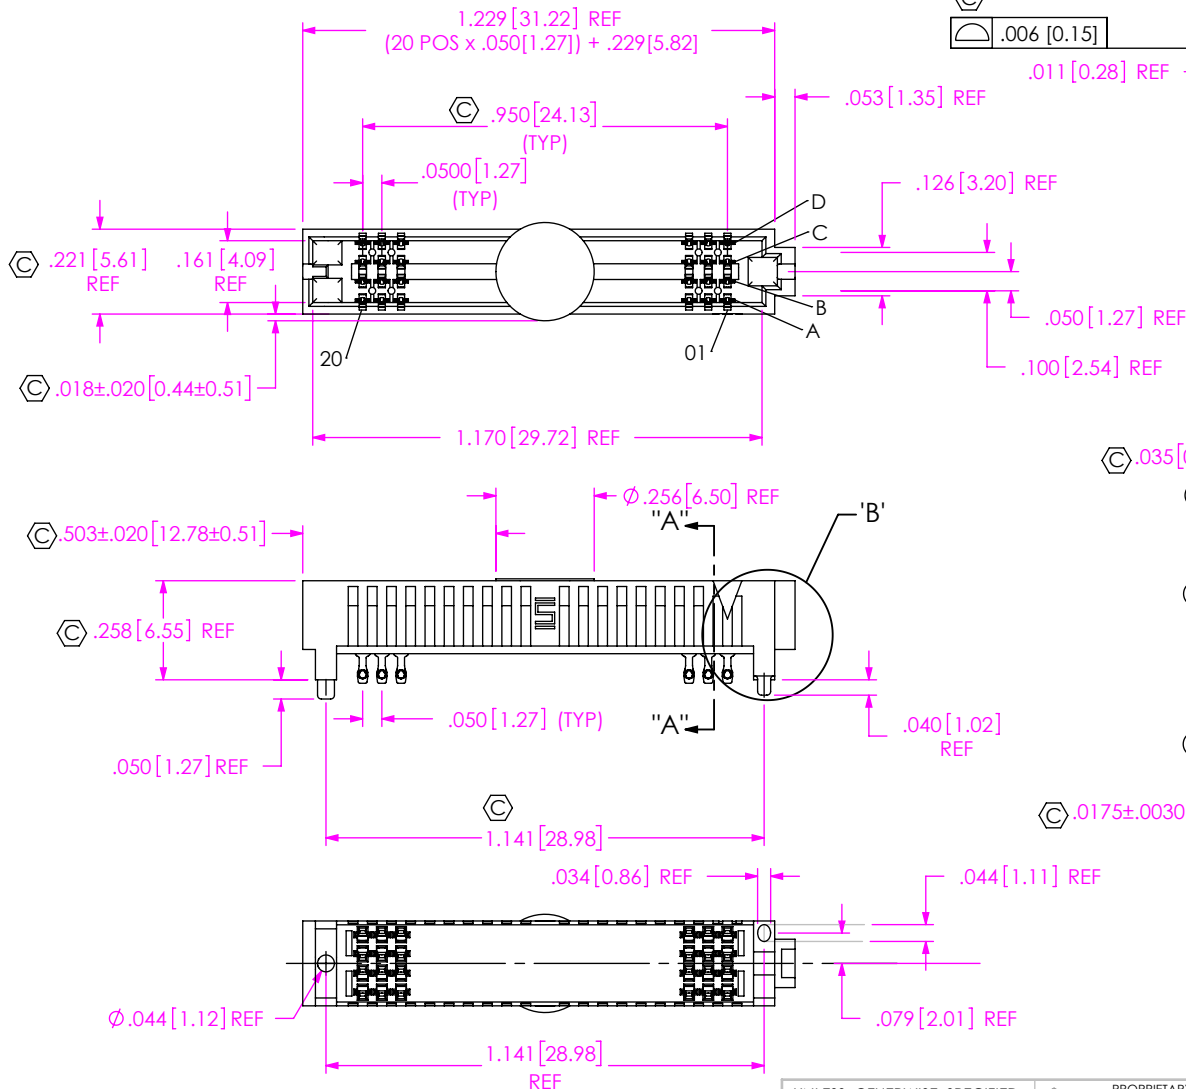 1.229[31.22] REF
(20 POS x .050[1.27]) + .229[5.82]
C
.006 [0.15]
.011[0.28] REF
.053[1.35] REF
C .950[24.13]
(TYP)
.0500[1.27]
(TYP)
.126[3.20] REF
D
C
C .221[5.61]
REF
.161[4.09]
REF
B
A
.050[1.27] REF
20
01
.100[2.54] REF
C .018±.020[0.44±0.51]
1.170[29.72] REF
C .035[
Ø.256[6.50] REF
"A"
'B'
C .503±.020[12.78±0.51]
C .258[6.55] REF
.050[1.27] (TYP)
"A"
.040[1.02]
REF
.050[1.27] REF
C
1.141[28.98]
C .0175±.0030
.034[0.86] REF
.044[1.11] REF
Ø.044[1.12] REF
.079[2.01] REF
1.141[28.98]
REF